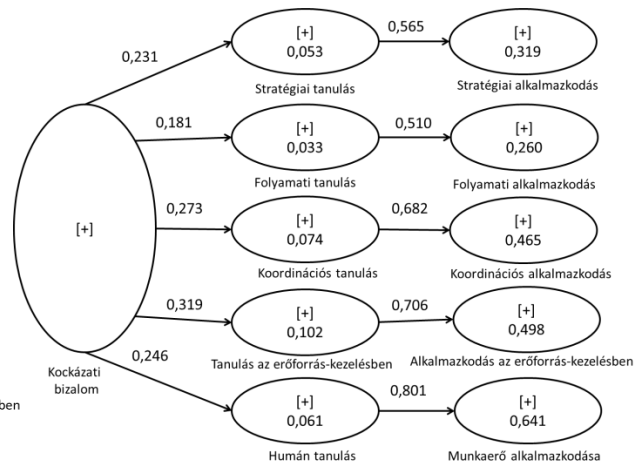 0,231
[+]
0,053
Stratégiai tanulás
0,565
[+]
0,319
Stratégiai alkalmazkodás
0,181
[+]
0,033
Folyamati tanulás
0,510
[+]
0,260
Folyamati alkalmazkodás
[+]
Kockázati
bizalom
0,273
[+]
0,074
Koordinációs tanulás
0,682
[+]
0,465
Koordinációs alkalmazkodás
0,319
[+]
0,102
Tanulás az erőforrás-kezelésben
0,706
[+]
0,498
Alkalmazkodás az erőforrás-kezelésben
0,246
[+]
0,061
Humán tanulás
0,801
[+]
0,641
Munkaerő alkalmazkodása
ben